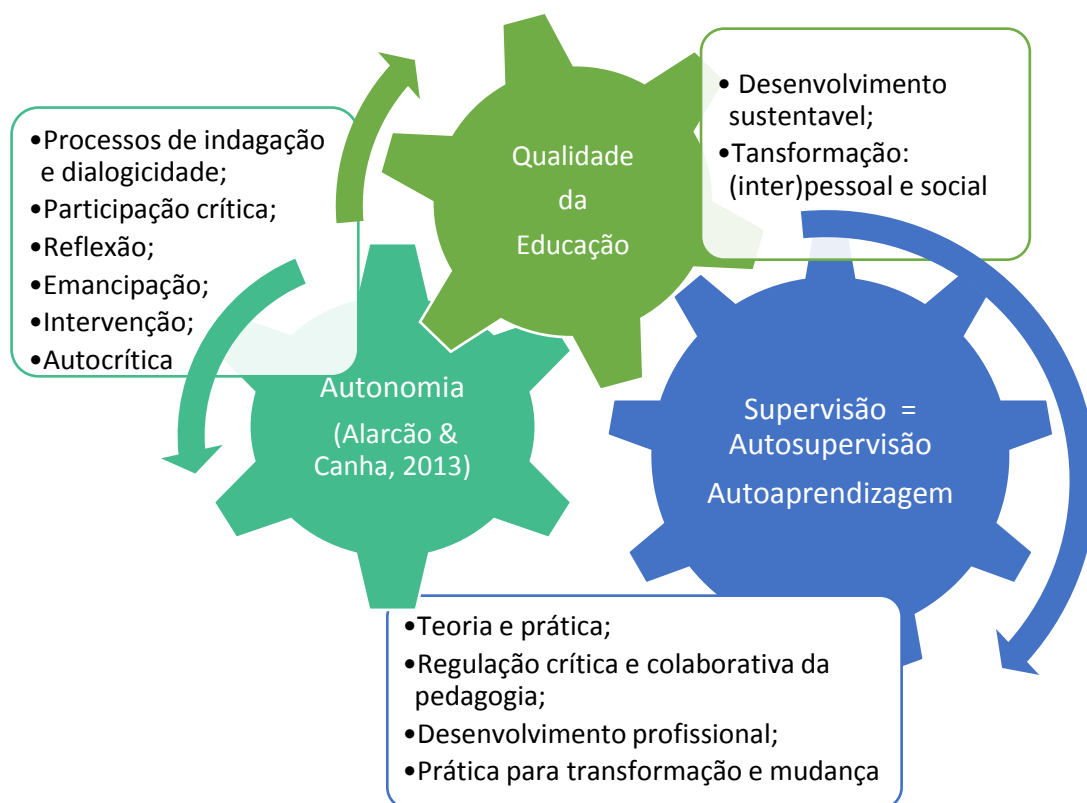 Qualidade
da
Educação
• Desenvolvimento
sustentavel;
•Tansformação:
(inter)pessoal e social
•Processos de indagação
e dialogicidade;
•Participação crítica;
•Reflexão;
•Emancipação;
•Intervenção;
•Autocrítica
Autonomia
(Alarcão &
Canha, 2013)
Supervisão =
Autosupervisão
Autoaprendizagem
•Teoria e prática;
•Regulação crítica e colaborativa da
pedagogia;
•Desenvolvimento profissional;
•Prática para transformação e mudança